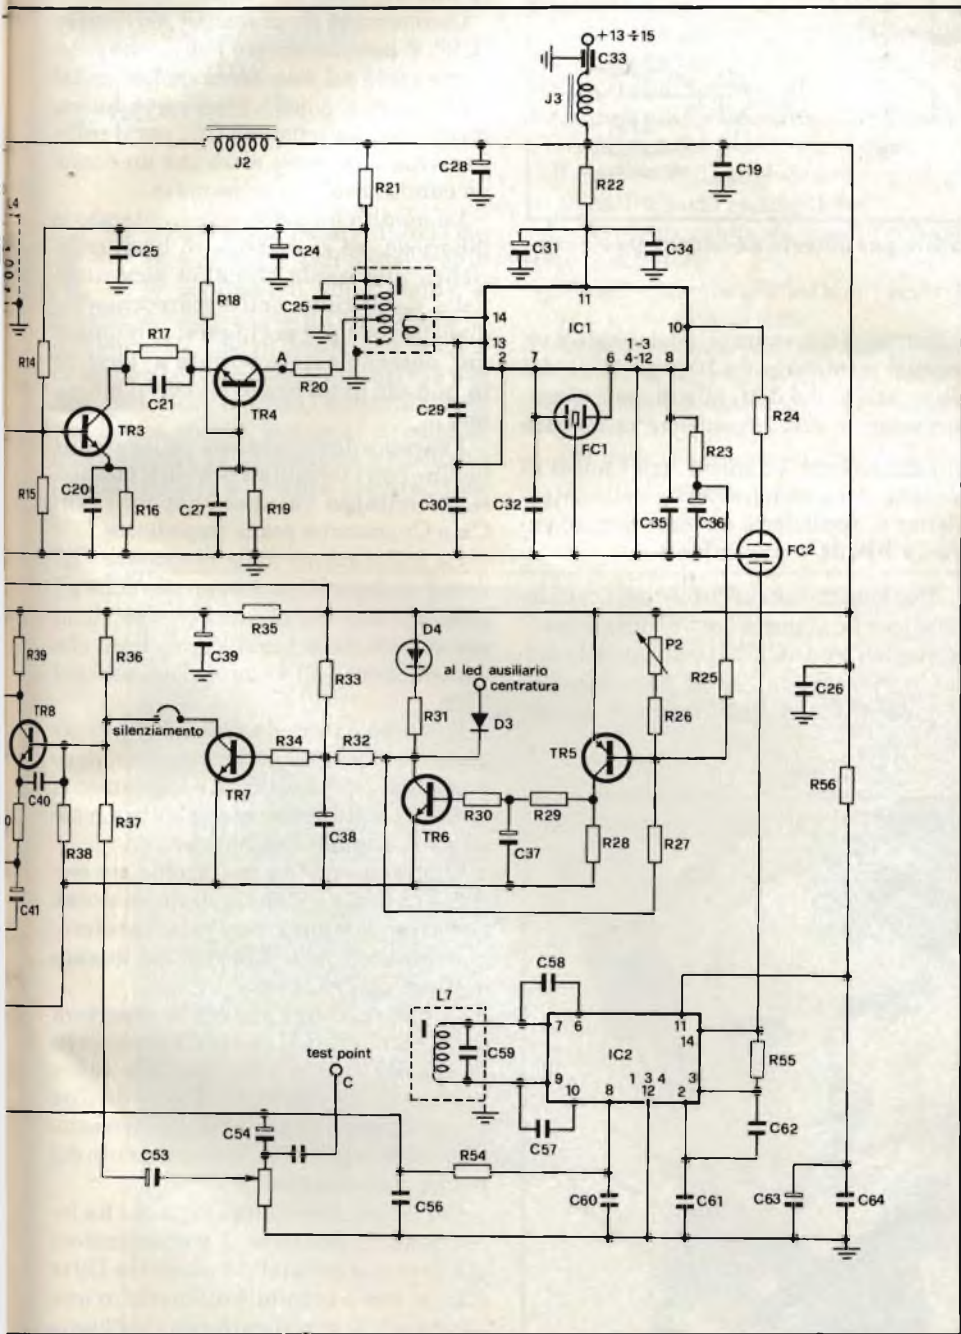 +13 ÷15
C33
J3
J2
C28
R21
R22
C19
L4
C25
C24
C31
C34
R18
C25
11
14
IC1
10
13
1-3
2
7
6
4-12
8
R17
R14
C21
A
R20
TR4
TR3
C29
FC1
R24
R23
C20
R15
R16
C27
R19
C30
C32
C35
C36
FC2
R35
D4
R39
R36
C39
R33
al led ausiliario
centratura
P2
R25
C26
TR8
R31
D3
R26
silenziamento
R34
R32
TR5
TR7
R56
C40
TR6
R30
R29
R37
C38
R28
R27
R38
C37
C41
C58
L7
7
6
11
14
test point
C59
IC2
R55
C
9
1
3
4
3
10
8
12
2
C54
C57
C62
C53
R54
C56
C60
C61
C63
C64